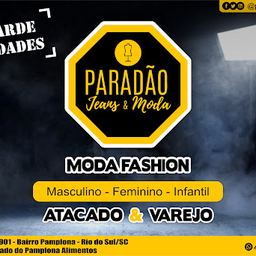 ARDE
DADES
PARADÃO
Jeans & Moda
MODA FASHION
Masculino - Feminino - Infantil
ATACADO & VAREJO
901 - Bairro Pamplona - Rio do Sul/SC
ado do Pamplona Alimentos